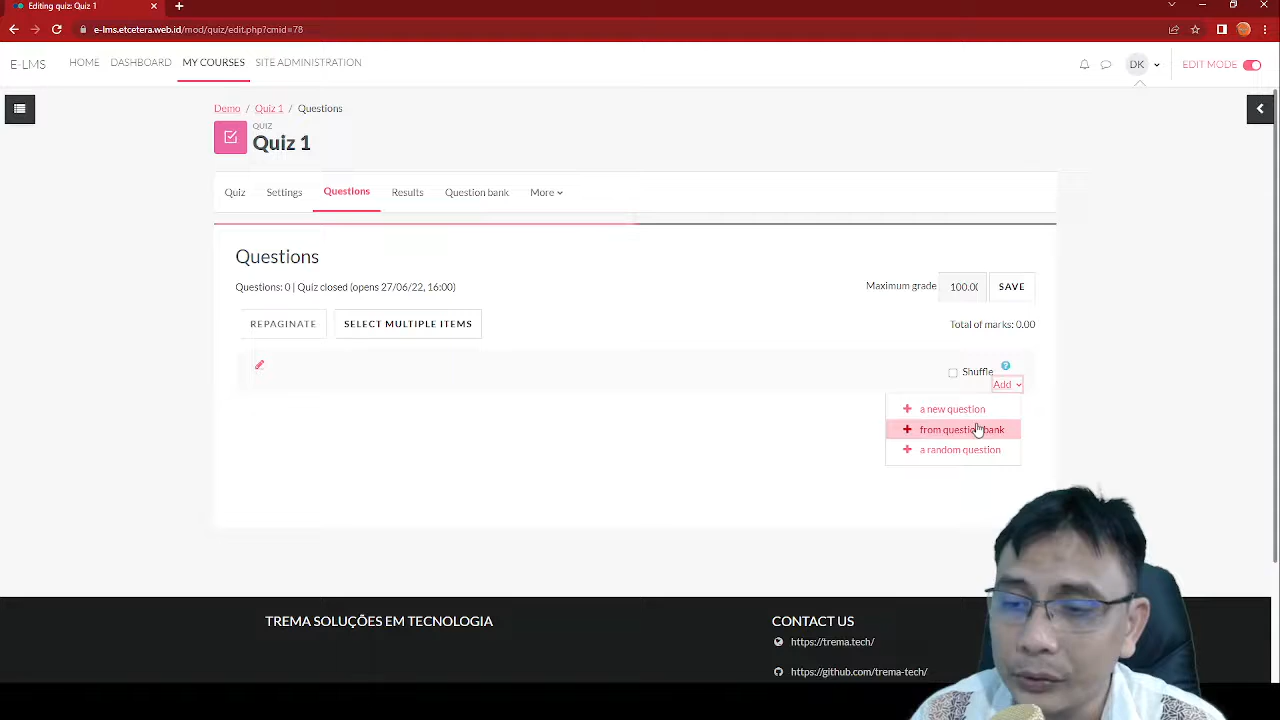 Editing quiz: Quiz 1
e-lms.etcetera.web.id/mod/quiz/edit.php?cmid=78
E-LMS HOME DASHBOARD MY COURSES SITE ADMINISTRATION DK EDIT MODE
Demo / Quiz 1 / Questions
QUIZ
Quiz 1
Quiz Settings Questions Results Question bank More
Questions
Questions: 0 | Quiz closed (opens 27/06/22, 16:00) Maximum grade 100.0 SAVE
REPAGINATE SELECT MULTIPLE ITEMS Total of marks: 0.00
Shuffle
Add
a new question
from question bank
a random question
TREMA SOLUÇÕES EM TECNOLOGIA CONTACT US
https://trema.tech/
https://github.com/trema-tech/